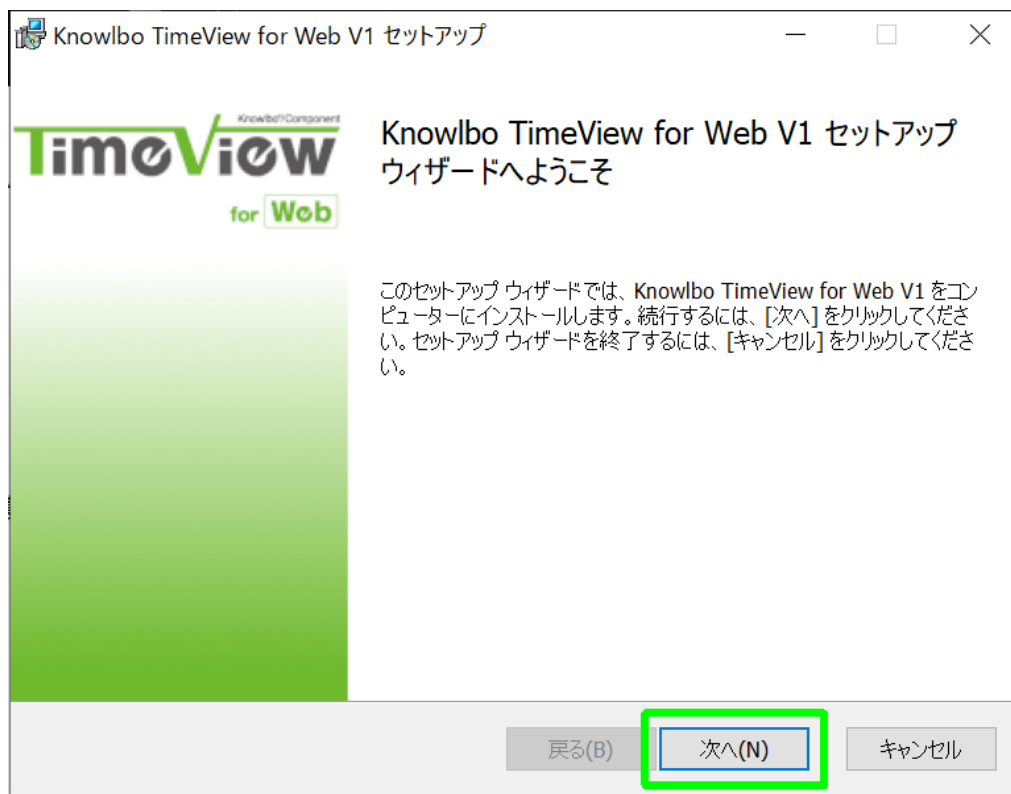 Knowlbo TimeView for Web V1 セットアップ
Knowlbo Component
TimeView
for Web
Knowlbo TimeView for Web V1 セットアップ
ウィザードへようこそ
このセットアップ ウィザードでは、Knowlbo TimeView for Web V1 をコン
ピューターにインストールします。続行するには、[次へ] をクリックしてくださ
い。セットアップ ウィザードを終了するには、[キャンセル] をクリックしてくださ
い。
戻る(B)
次へ(N)
キャンセル